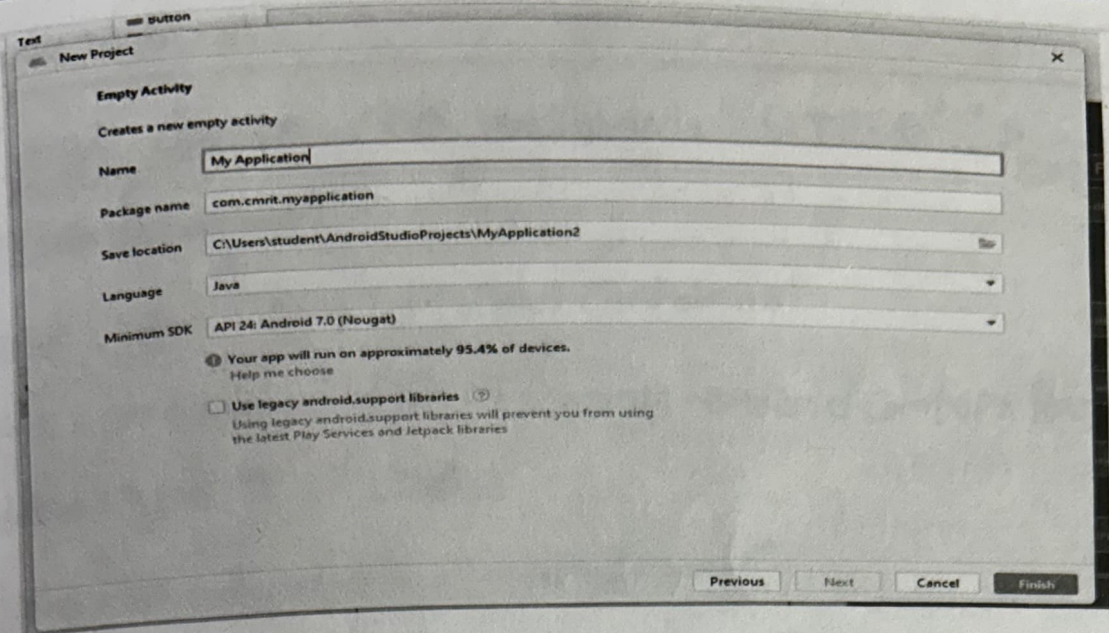 Button
Text
New Project
Empty Activity
Creates a new empty activity
Name My Application
Package name com.cmrit.myapplication
Save location C:\Users\student\AndroidStudioProjects\MyApplication2
Language Java
Minimum SDK API 24: Android 7.0 (Nougat)
Your app will run on approximately 95.4% of devices.
Help me choose
Use legacy android.support libraries ?
Using legacy android.support libraries will prevent you from using
the latest Play Services and Jetpack libraries
Previous Next Cancel Finish